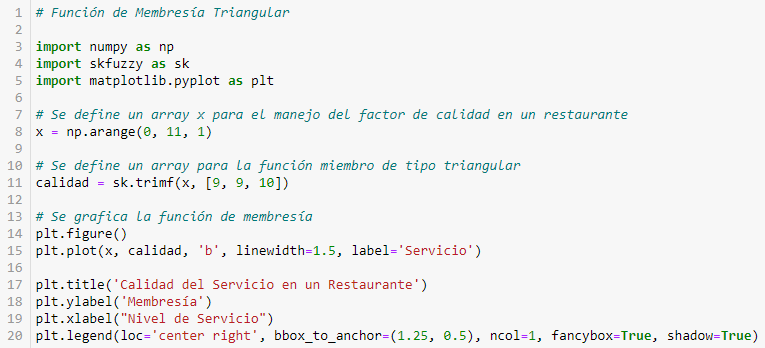 1 # Función de Membresía Triangular
2
3 import numpy as np
4 import skfuzzy as sk
5 import matplotlib.pyplot as plt
6
7 # Se define un array x para el manejo del factor de calidad en un restaurante
8 x = np.arange(0, 11, 1)
9
10 # Se define un array para la función miembro de tipo triangular
11 calidad = sk.trimf(x, [9, 9, 10])
12
13 # Se grafica la función de membresía
14 plt.figure()
15 plt.plot(x, calidad, 'b', linewidth=1.5, label='Servicio')
16
17 plt.title('Calidad del Servicio en un Restaurante')
18 plt.ylabel('Membresía')
19 plt.xlabel("Nivel de Servicio")
20 plt.legend(loc='center right', bbox_to_anchor=(1.25, 0.5), ncol=1, fancybox=True, shadow=True)